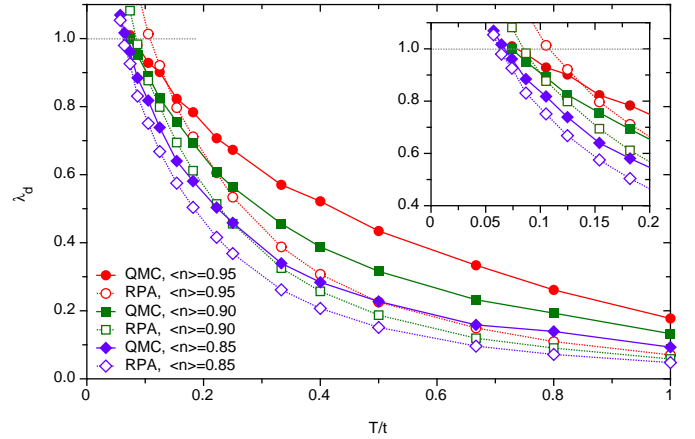 1.0
0.8
0.6
0.4
0.2
0.0
λd
QMC, <n>=0.95
RPA, <n>=0.95
QMC, <n>=0.90
RPA, <n>=0.90
QMC, <n>=0.85
RPA, <n>=0.85
0 0.2 0.4 0.6 0.8 1
T/t
1.0
0.8
0.6
0.4
0 0.05 0.1 0.15 0.2